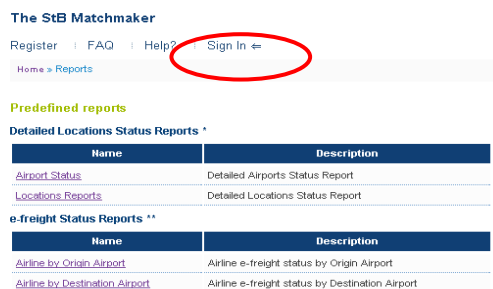 The StB Matchmaker
Register | FAQ | Help? | Sign In ⇐
Home » Reports
Predefined reports
Detailed Locations Status Reports *
Name Description
Airport Status Detailed Airports Status Report
Locations Reports Detailed Locations Status Report
e-freight Status Reports **
Name Description
Airline by Origin Airport Airline e-freight status by Origin Airport
Airline by Destination Airport Airline e-freight status by Destination Airport